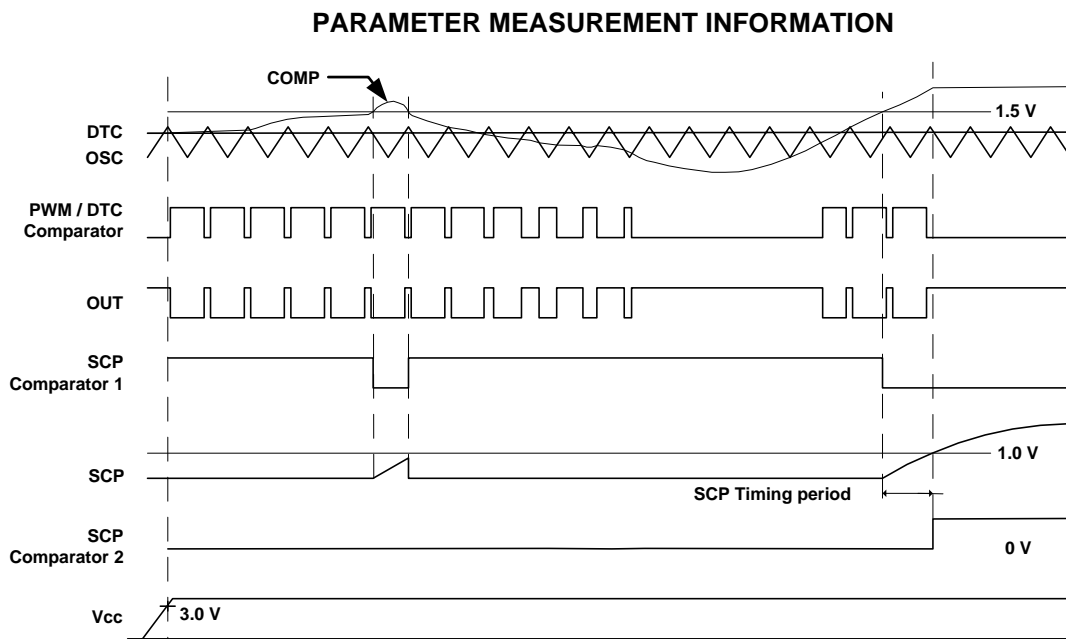 PARAMETER MEASUREMENT INFORMATION
COMP
1.5 V
DTC
OSC
PWM / DTC
Comparator
OUT
SCP
Comparator 1
1.0 V
SCP
SCP Timing period
SCP
Comparator 2
0 V
3.0 V
Vcc